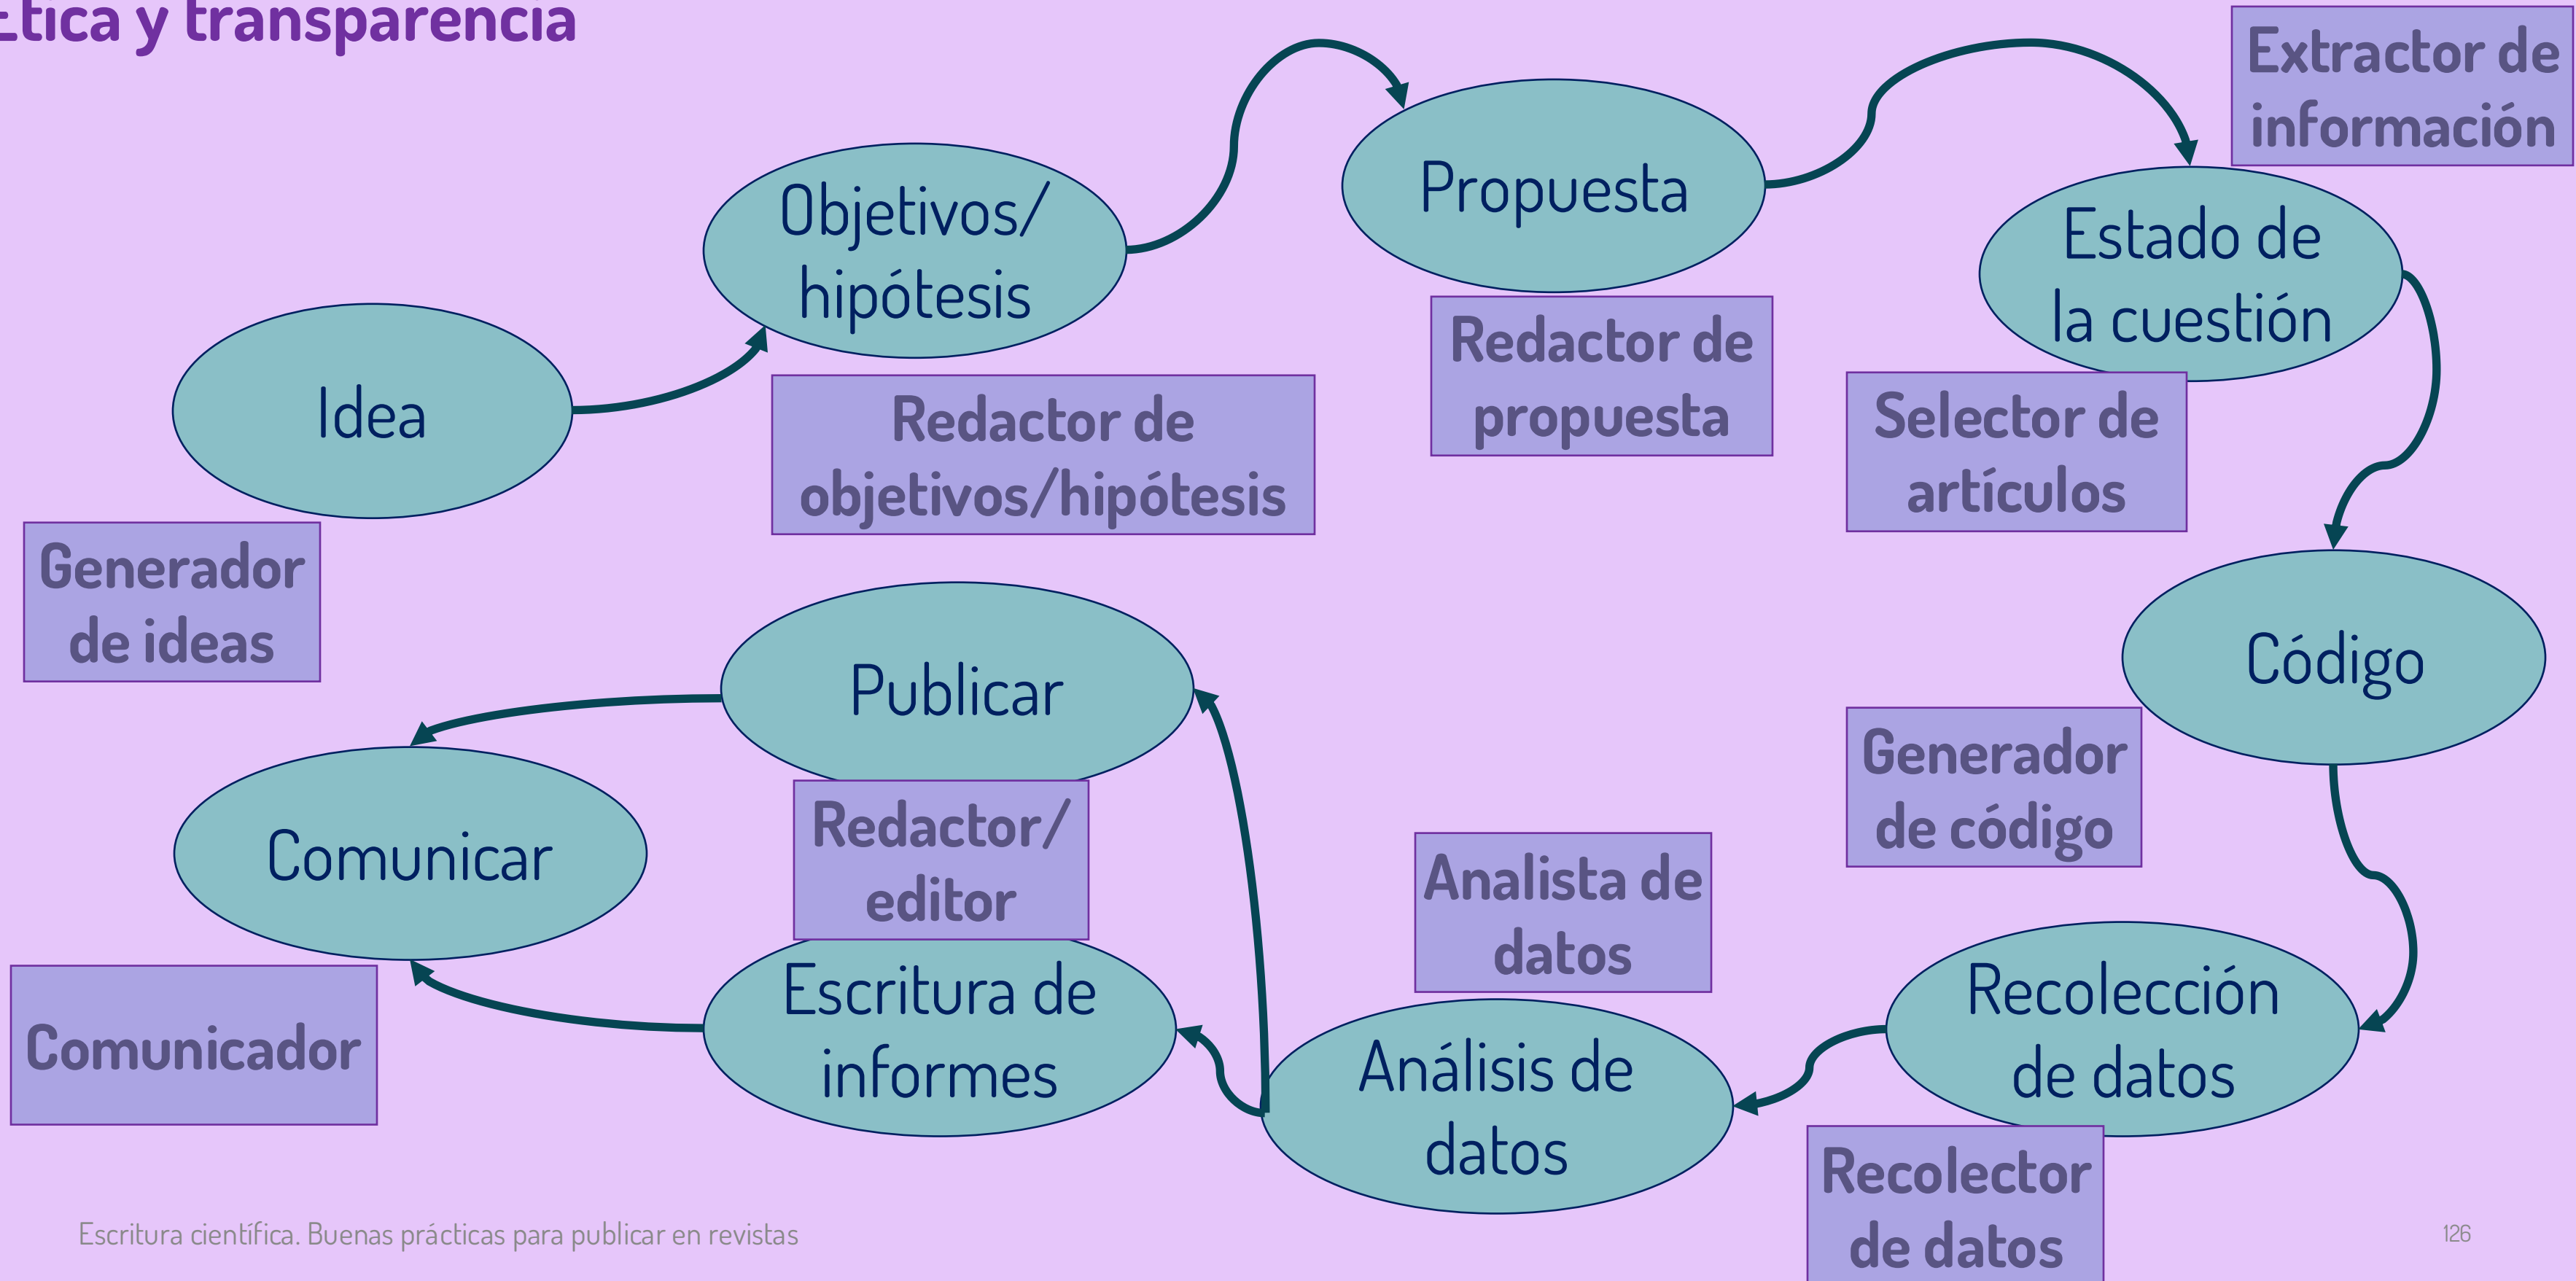 Ética y transparencia
Extractor de
información
Propuesta
Objetivos/
hipótesis
Estado de
la cuestión
Redactor de
propuesta
Idea
Redactor de
objetivos/hipótesis
Selector de
artículos
Generador
de ideas
Código
Publicar
Generador
de código
Redactor/
editor
Comunicar
Analista de
datos
Escritura de
informes
Recolección
de datos
Comunicador
Análisis de
datos
Recolector
de datos
Escritura científica. Buenas prácticas para publicar en revistas
126